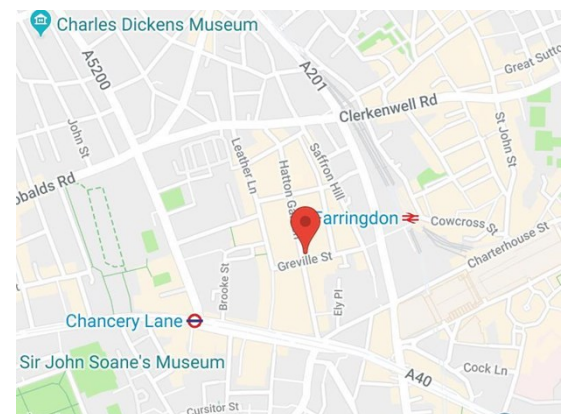 Charles Dickens Museum
A5200
A201
Great Sutto
Clerkenwell Rd
John St
St John St
Leather Ln
Saffron Hill
Hatton Ga
obalds Rd
arringdon
Cowcross St
Charterhouse St
Greville St
Brooke St
Ely Pl
Chancery Lane
Sir John Soane's Museum
Cock Ln
A40
Cursitor St